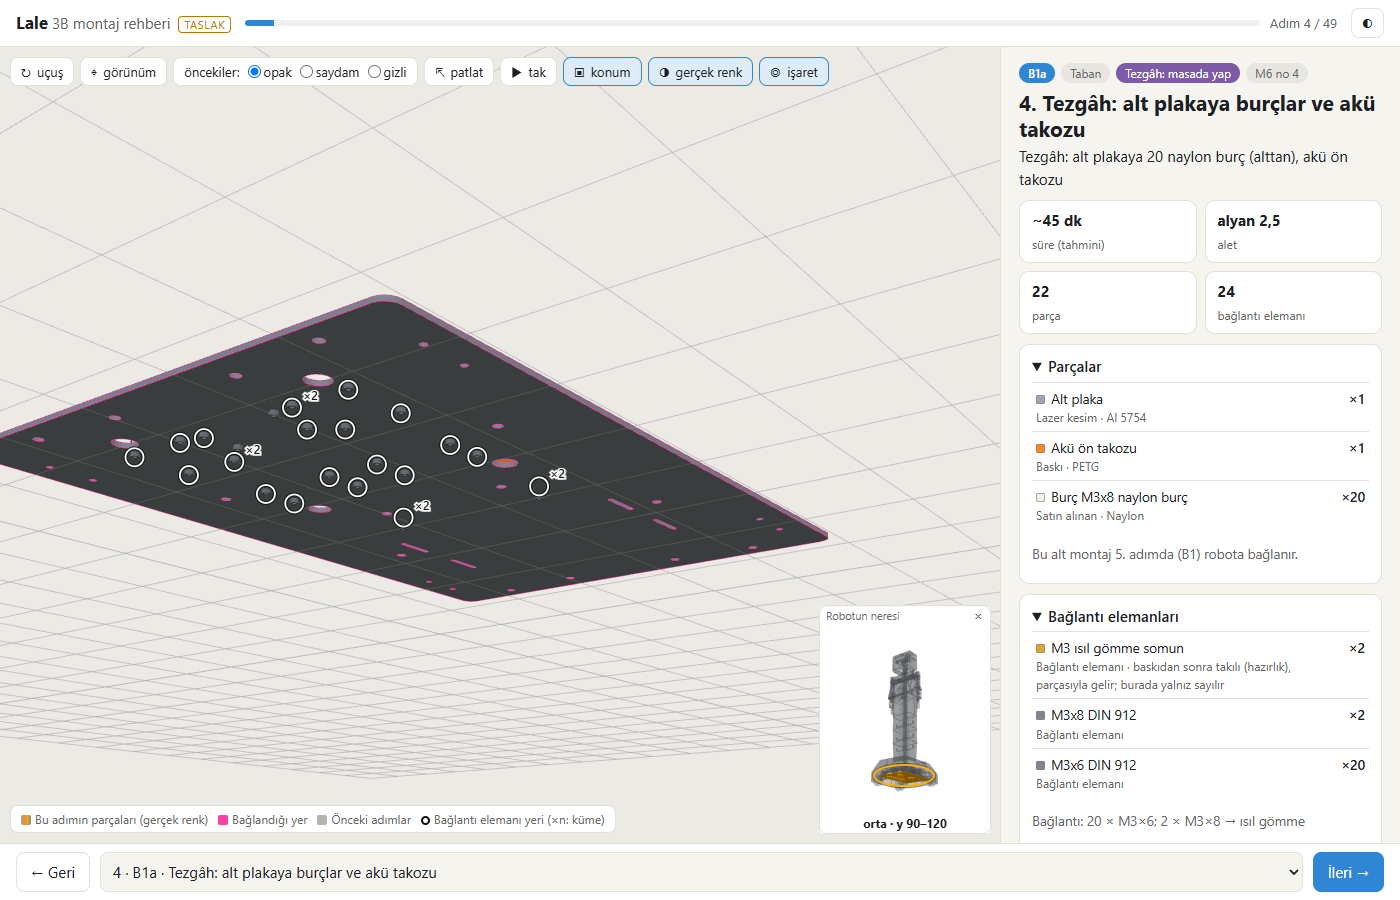 Lale 3B montaj rehberi TASLAK
Adım 4 / 49
↻ uçuş
⌖ görünüm
öncekiler: opak saydam gizli
⇱ patlat
▶ tak
▣ konum
◑ gerçek renk
◎ işaret
×2
×2
×2
×2
Robotun neresi ×
orta · y 90–120
Bu adımın parçaları (gerçek renk) Bağlandığı yer Önceki adımlar Bağlantı elemanı yeri (×n: küme)
B1a Taban Tezgâh: masada yap M6 no 4
4. Tezgâh: alt plakaya burçlar ve akü
takozu
Tezgâh: alt plakaya 20 naylon burç (alttan), akü ön
takozu
~45 dk
süre (tahmini)
alyan 2,5
alet
22
parça
24
bağlantı elemanı
▼ Parçalar
Alt plaka ×1
Lazer kesim · Al 5754
Akü ön takozu ×1
Baskı · PETG
Burç M3x8 naylon burç ×20
Satın alınan · Naylon
Bu alt montaj 5. adımda (B1) robota bağlanır.
▼ Bağlantı elemanları
M3 ısıl gömme somun ×2
Bağlantı elemanı · baskıdan sonra takılı (hazırlık),
parçasıyla gelir; burada yalnız sayılır
M3x8 DIN 912 ×2
Bağlantı elemanı
M3x6 DIN 912 ×20
Bağlantı elemanı
Bağlantı: 20 × M3×6; 2 × M3×8 → ısıl gömme
← Geri
4 · B1a · Tezgâh: alt plakaya burçlar ve akü takozu
İleri →